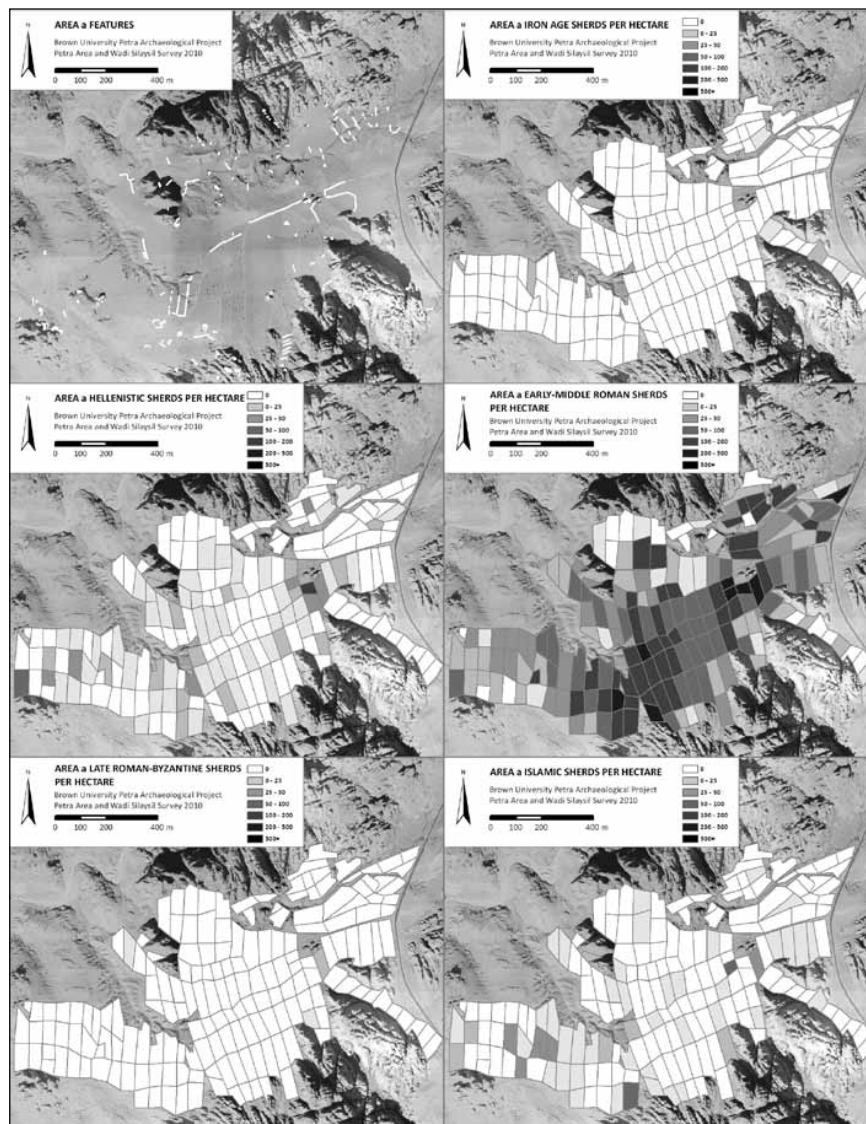 AREA a FEATURES
Brown University Petra Archaeological Project
Petra Area and Wadi Silaysil Survey 2010
0 100 200 400 m
N
AREA a IRON AGE SHERDS PER HECTARE
Brown University Petra Archaeological Project
Petra Area and Wadi Silaysil Survey 2010
0 100 200 400 m
0
0 - 25
25 - 50
50 - 100
100 - 200
200 - 500
500+
N
AREA a HELLENISTIC SHERDS PER HECTARE
Brown University Petra Archaeological Project
Petra Area and Wadi Silaysil Survey 2010
0 100 200 400 m
0
0 - 25
25 - 50
50 - 100
100 - 200
200 - 500
500+
N
AREA a EARLY-MIDDLE ROMAN SHERDS
PER HECTARE
Brown University Petra Archaeological Project
Petra Area and Wadi Silaysil Survey 2010
0 100 200 400 m
0
0 - 25
25 - 50
50 - 100
100 - 200
200 - 500
500+
N
AREA a LATE ROMAN-BYZANTINE SHERDS
PER HECTARE
Brown University Petra Archaeological Project
Petra Area and Wadi Silaysil Survey 2010
0 100 200 400 m
0
0 - 25
25 - 50
50 - 100
100 - 200
200 - 500
500+
N
AREA a ISLAMIC SHERDS PER HECTARE
Brown University Petra Archaeological Project
Petra Area and Wadi Silaysil Survey 2010
0 100 200 400 m
0
0 - 25
25 - 50
50 - 100
100 - 200
200 - 500
500+
N